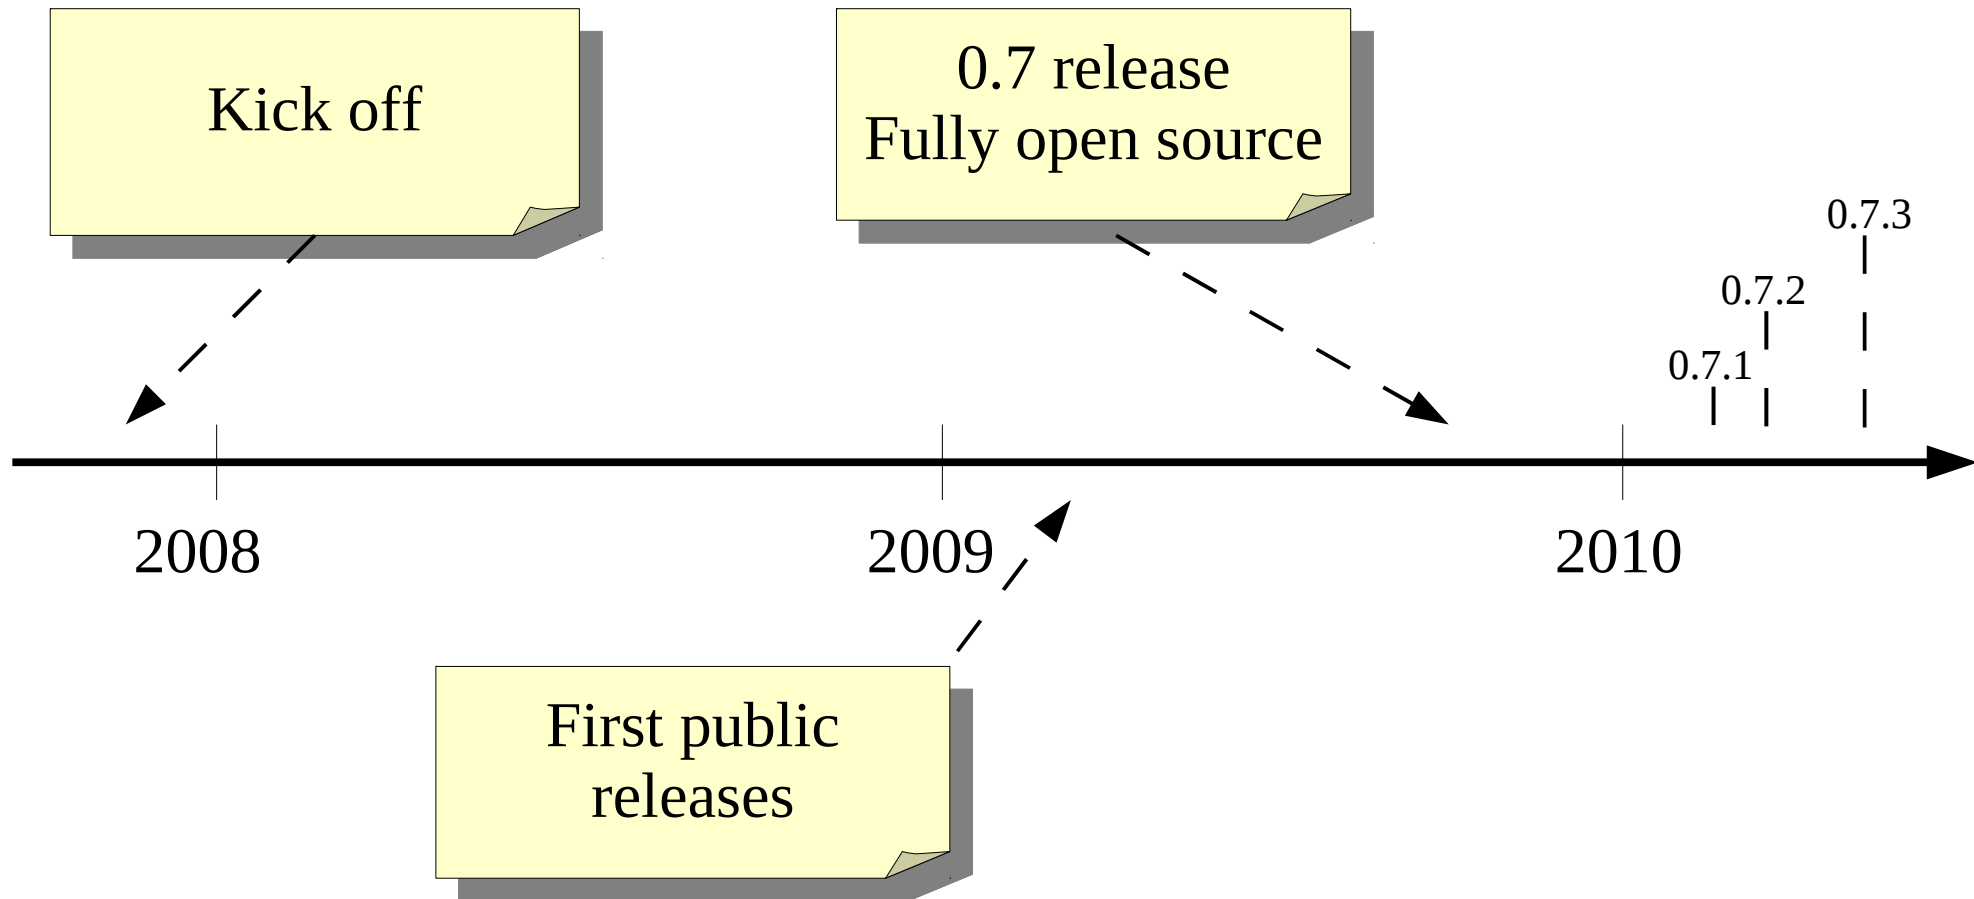 Kick off
0.7 release
Fully open source
0.7.3
0.7.2
0.7.1
2008
2009
2010
First public
releases